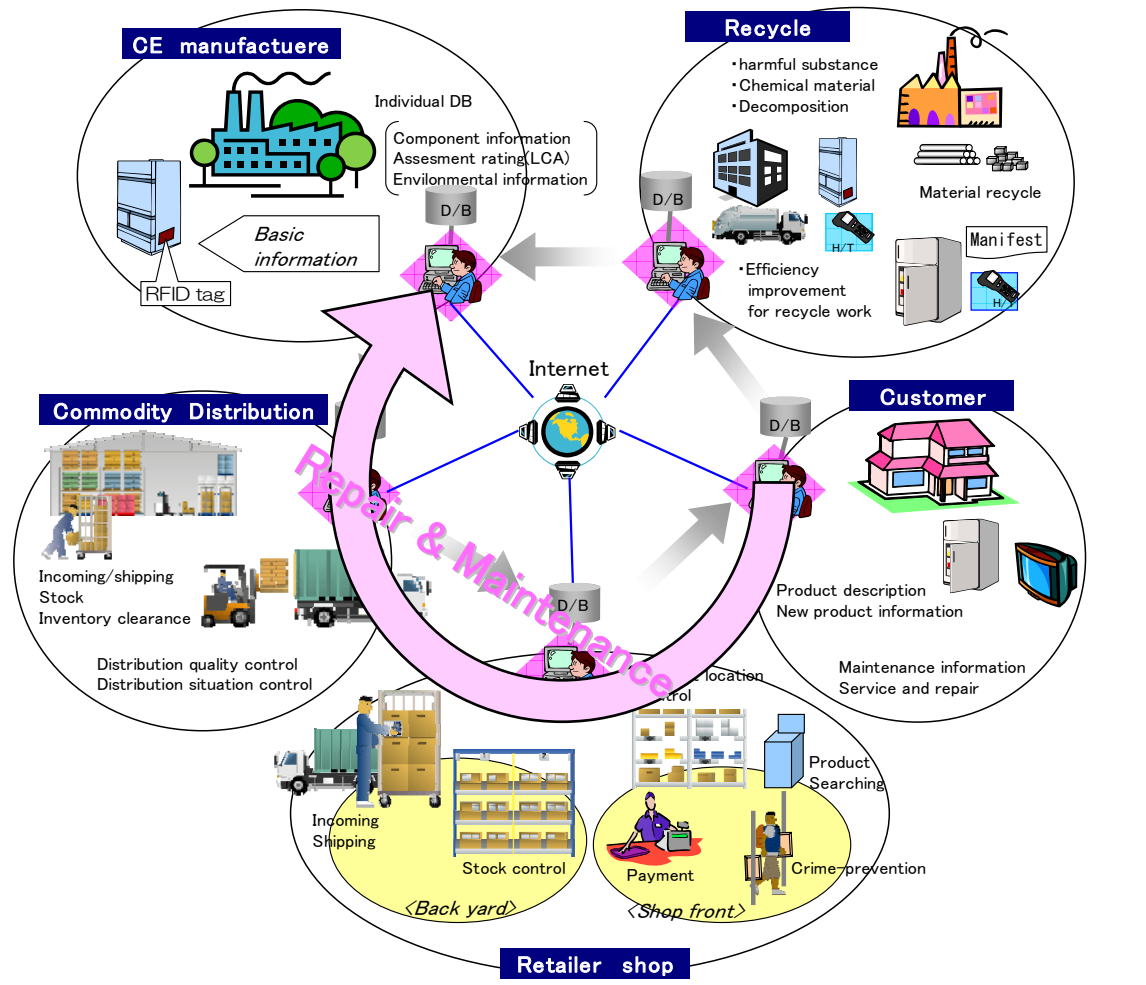 CE manufactuere
Individual DB
Component information
Assesment rating(LCA)
Envilonmental information
D/B
Basic
information
RFID tag
Recycle
・harmful substance
・Chemical material
・Decomposition
D/B
H/T
Material recycle
Manifest
・Efficiency
improvement
for recycle work
H/T
Internet
Commodity Distribution
Incoming/shipping
Stock
Inventory clearance
Distribution quality control
Distribution situation control
Customer
D/B
Product description
New product information
Maintenance information
Service and repair
Repair & Maintenance
D/B
location
Product
Searching
Incoming
Shipping
Stock control
Payment
Crime-prevention
<Back yard>
<Shop front>
Retailer shop